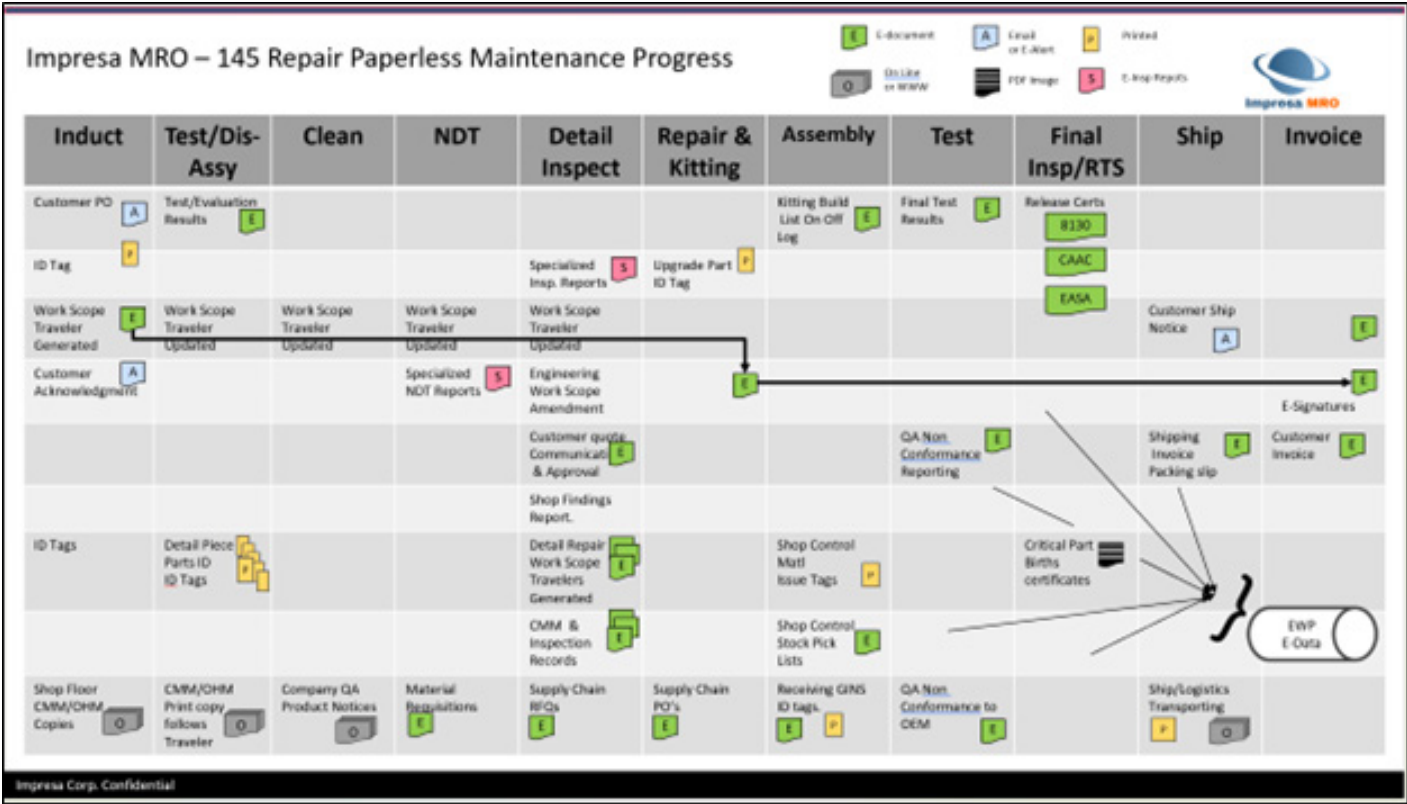 Impresa MRO – 145 Repair Paperless Maintenance Progress
E E-document
A Email
or E-Alert
P Printed
O On Line
or WWW
PDF Image
S E-Insp Reputs
Impresa MRO
Induct
Test/Dis-
Assy
Clean
NDT
Detail
Inspect
Repair &
Kitting
Assembly
Test
Final
Insp/RTS
Ship
Invoice
Customer PO
A
Test/Evaluation
Results
E
Kitting Build
List On Off
Log
E
Final Test
Results
E
Release Certs
8130
CAAC
EASA
ID Tag
P
Specialized
Insp. Reports
S
Upgrade Part
ID Tag
P
Work Scope
Traveler
Generated
E
Work Scope
Traveler
Updated
Work Scope
Traveler
Updated
Work Scope
Traveler
Updated
Work Scope
Traveler
Updated
Customer Ship
Notice
A
E
Customer
Acknowledgment
A
Specialized
NDT Reports
S
Engineering
Work Scope
Amendment
E
E
E-Signatures
Customer quote
Communicati
& Approval
E
QA Non
Conformance
Reporting
E
Shipping
Invoice
Packing slip
E
Customer
Invoice
E
Shop Findings
Report.
ID Tags
Detail Piece
Parts ID
ID Tags
P
Detail Repair
Work Scope
Travelers
Generated
E
Shop Control
Matl
Issue Tags
P
Critical Part
Births
certificates
}
CMM &
Inspection
Records
E
Shop Control
Stock Pick
Lists
E
EWP
E-Data
Shop Floor
CMM/OHM
Copies
O
CMM/OHM
Print copy
follows
Traveler
O
Company QA
Product Notices
O
Material
Requisitions
E
Supply Chain
RFQs
E
Supply Chain
PO's
E
Receiving GINS
ID tags.
E
P
QA Non
Conformance to
OEM
E
Ship/Logistics
Transporting
P
O
Impresa Corp. Confidential